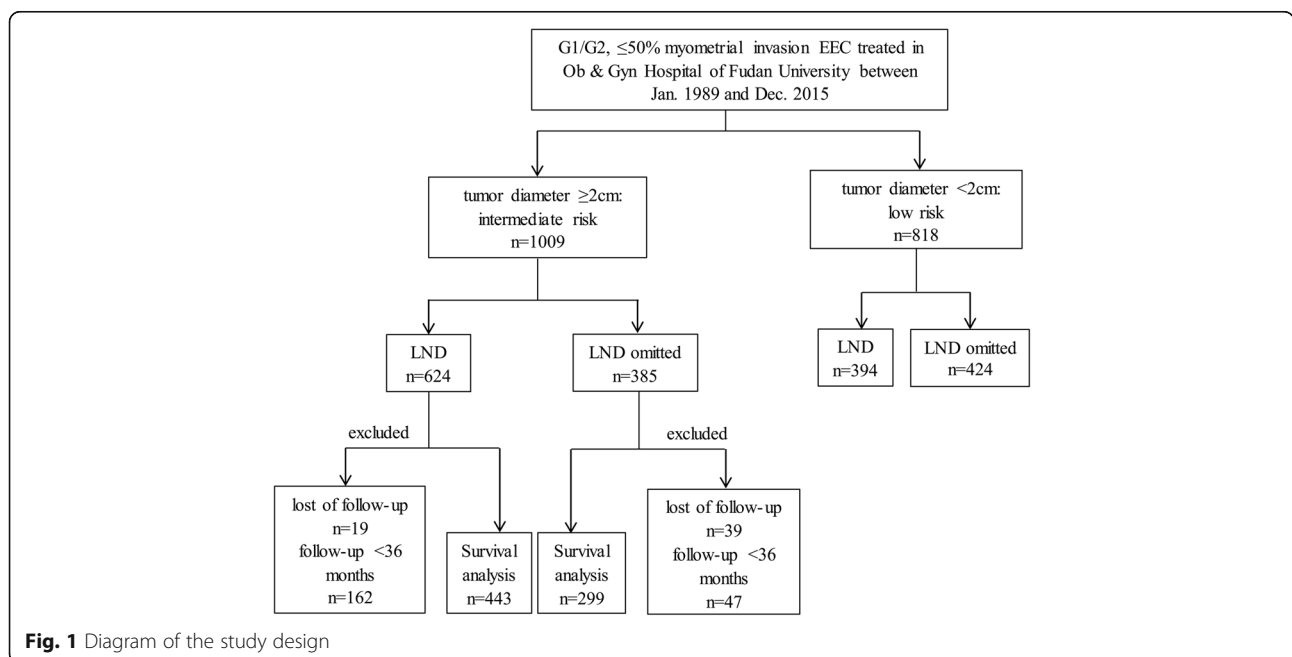 G1/G2, ≤50% myometrial invasion EEC treated in
Ob & Gyn Hospital of Fudan University between
Jan. 1989 and Dec. 2015
tumor diameter ≥2cm:
intermediate risk
n=1009
tumor diameter <2cm:
low risk
n=818
LND
n=624
LND omitted
n=385
LND
n=394
LND omitted
n=424
excluded
excluded
lost of follow-up
n=19
follow-up <36
months
n=162
Survival
analysis
n=443
Survival
analysis
n=299
lost of follow-up
n=39
follow-up <36
months
n=47
Fig. 1 Diagram of the study design